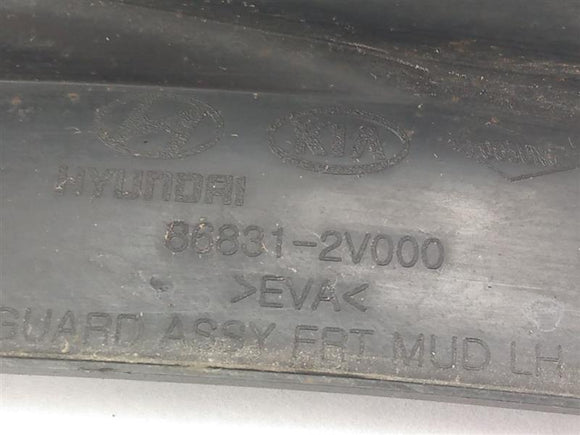 KIA
HYUNDAI
86831-2V000
>EVA<
GUARD ASSY FRT MUD LH